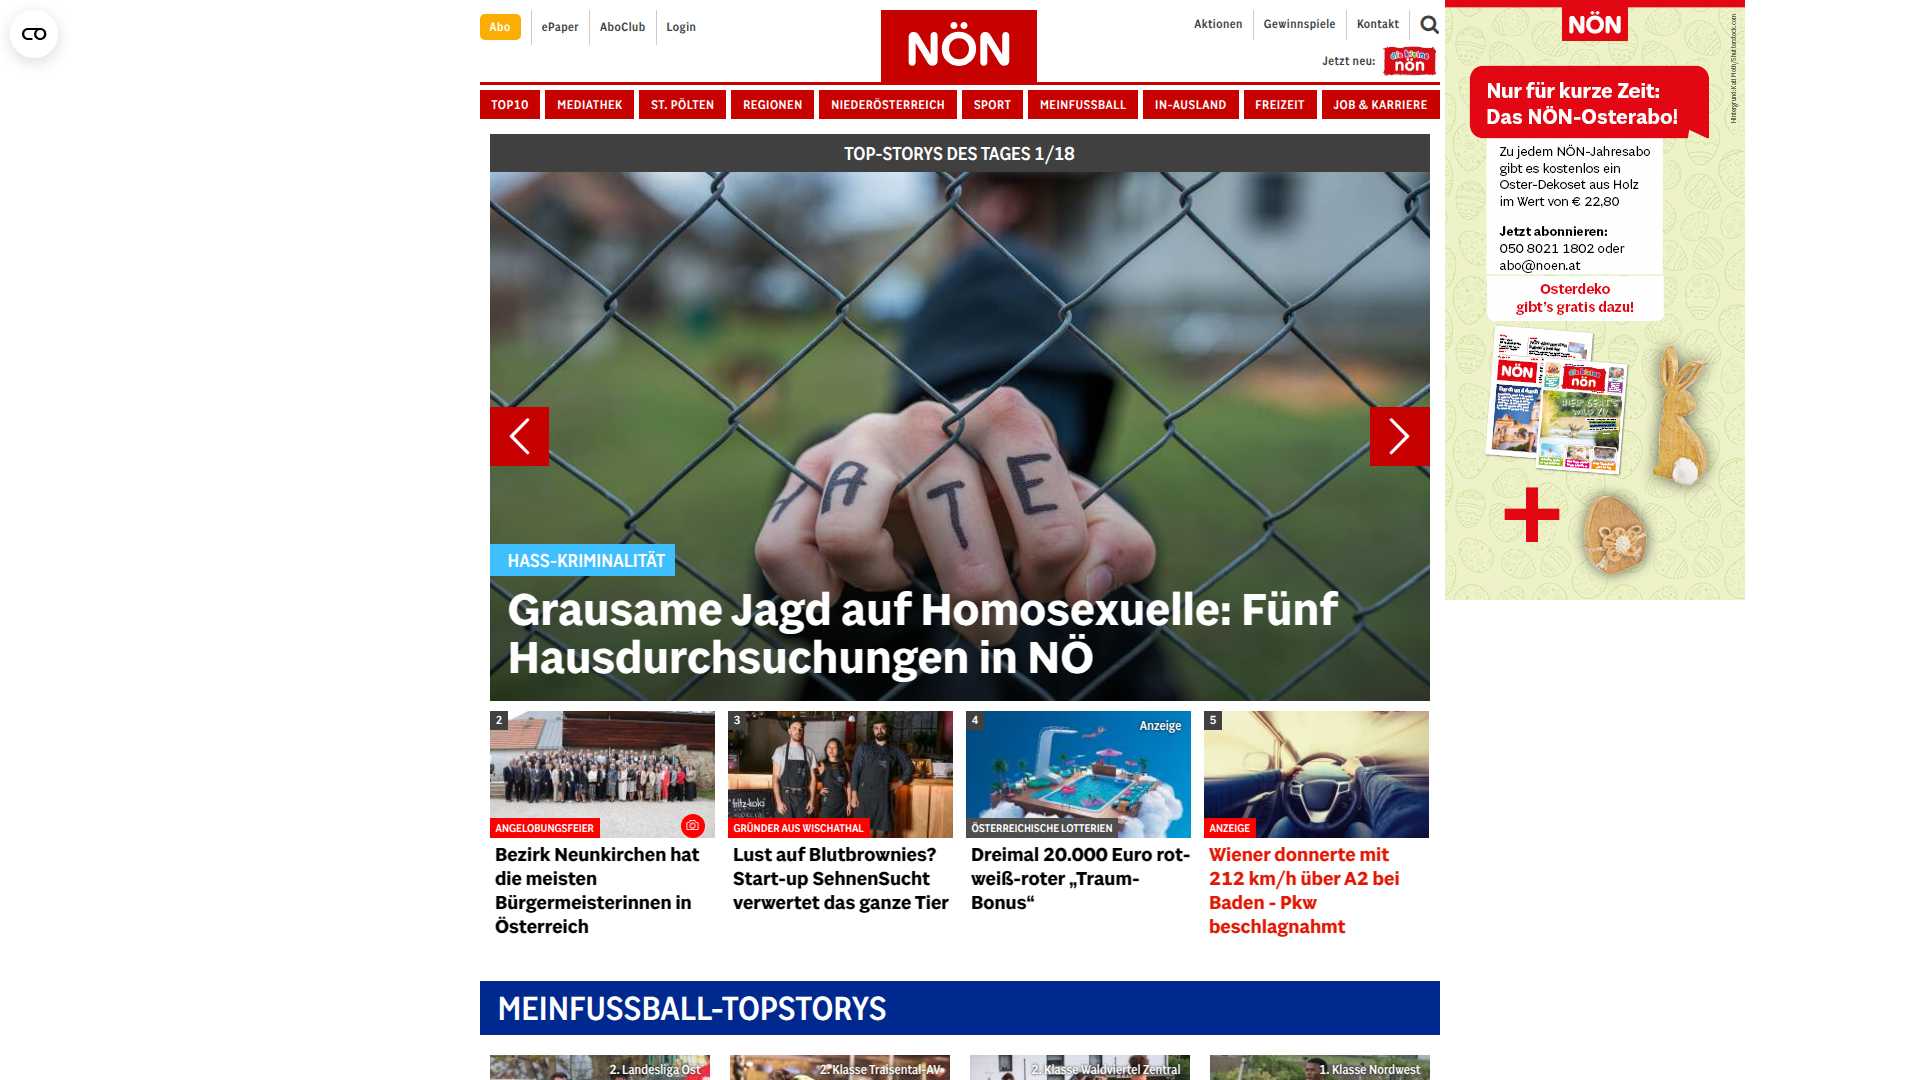 Abo
ePaper
AboClub
Login
NÖN
Aktionen
Gewinnspiele
Kontakt
Jetzt neu:
die kleine
nön
TOP10
MEDIATHEK
ST. PÖLTEN
REGIONEN
NIEDERÖSTERREICH
SPORT
MEINFUSSBALL
IN-AUSLAND
FREIZEIT
JOB & KARRIERE
TOP-STORYS DES TAGES 1/18
HATE
HASS-KRIMINALITÄT
Grausame Jagd auf Homosexuelle: Fünf
Hausdurchsuchungen in NÖ
2
ANGELOBUNGSFEIER
Bezirk Neunkirchen hat
die meisten
Bürgermeisterinnen in
Österreich
3
fritz-kola
GRÜNDER AUS WISCHATHAL
Lust auf Blutbrownies?
Start-up SehnenSucht
verwertet das ganze Tier
4
Anzeige
ÖSTERREICHISCHE LOTTERIEN
Dreimal 20.000 Euro rot-
weiß-roter „Traum-
Bonus“
5
ANZEIGE
Wiener donnerte mit
212 km/h über A2 bei
Baden - Pkw
beschlagnahmt
MEINFUSSBALL-TOPSTORYS
2. Landesliga Ost
2. Klasse Traisental-AV
2. Klasse Waldviertel Zentral
1. Klasse Nordwest
NÖN
Nur für kurze Zeit:
Das NÖN-Osterabo!
Zu jedem NÖN-Jahresabo
gibt es kostenlos ein
Oster-Dekoset aus Holz
im Wert von € 22,80
Jetzt abonnieren:
050 8021 1802 oder
abo@noen.at
Osterdeko
gibt's gratis dazu!
NÖN
die kleine
nön